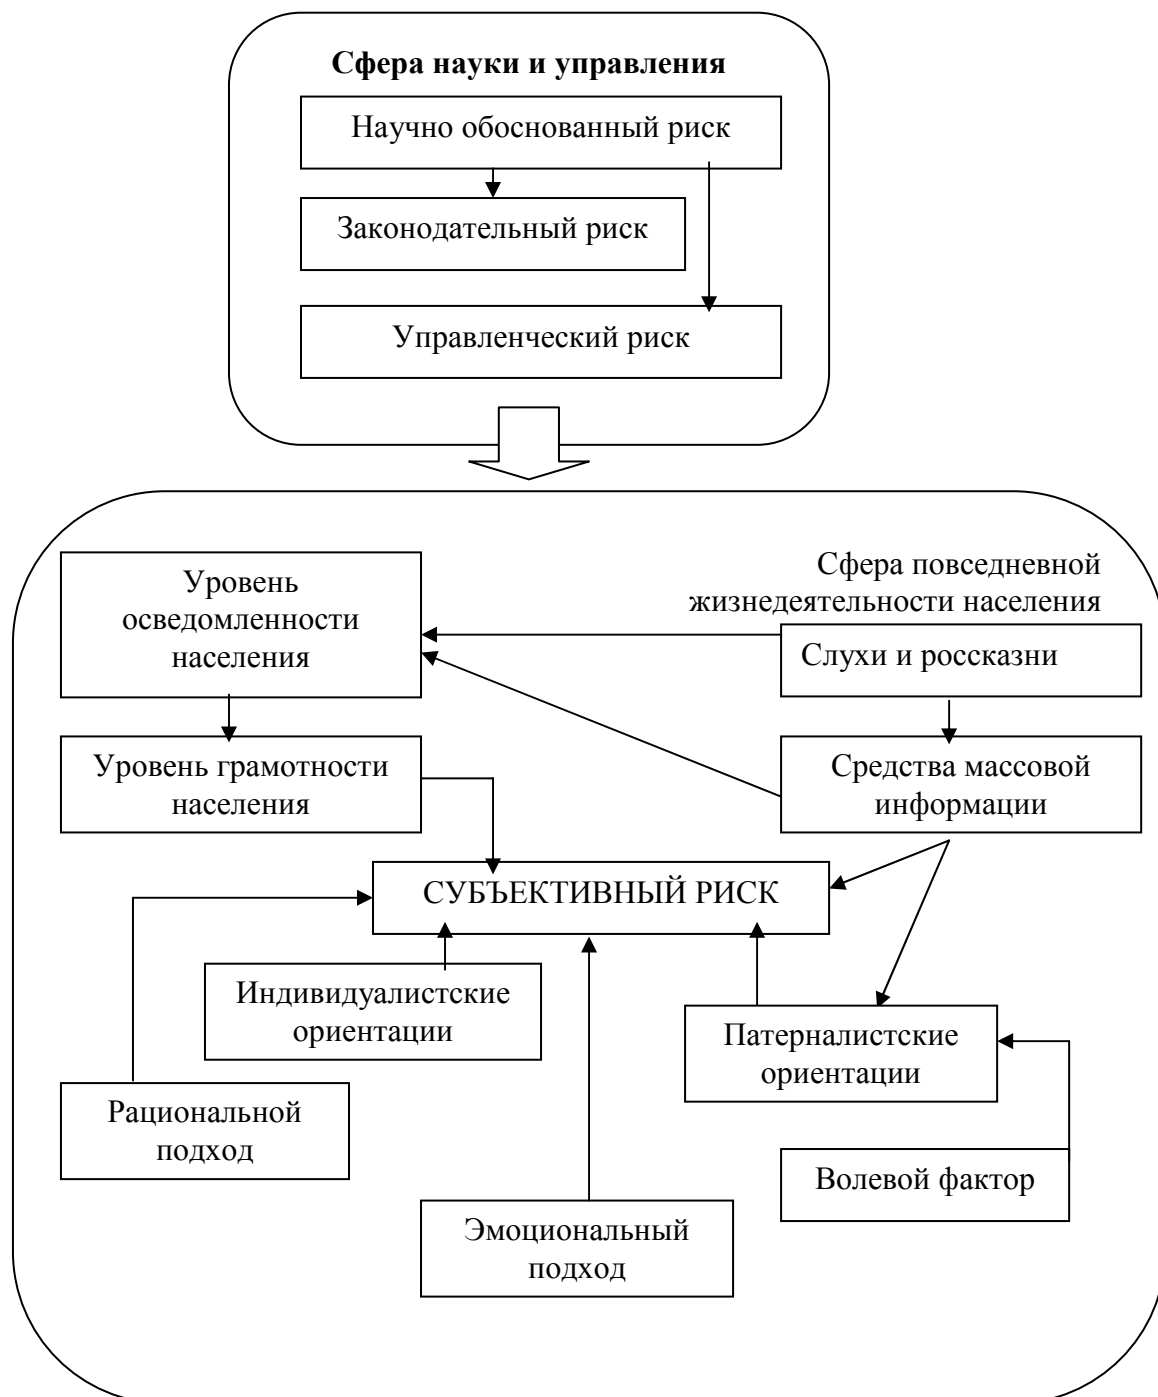 Сфера науки и управления
Научно обоснованный риск
Законодательный риск
Управленческий риск
Сфера повседневной
жизнедеятельности населения
Уровень
осведомленности
населения
Слухи и россказни
Уровень грамотности
населения
Средства массовой
информации
СУБЪЕКТИВНЫЙ РИСК
Индивидуалистские
ориентации
Патерналистские
ориентации
Рациональной
подход
Волевой фактор
Эмоциональный
подход